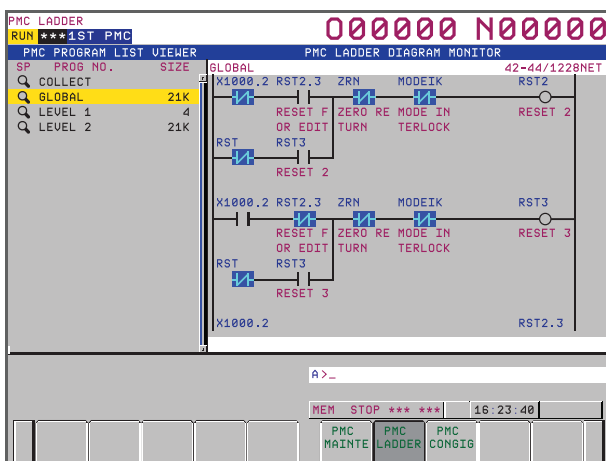 PMC LADDER
RUN ***1ST PMC O00000 N00000
PMC PROGRAM LIST VIEWER PMC LADDER DIAGRAM MONITOR
SP PROG NO. SIZE GLOBAL 42-44/1228NET
COLLECT
GLOBAL 21K
LEVEL 1 4
LEVEL 2 21K
X1000.2 RST2.3 ZRN MODEIK RST2
RESET F ZERO RE MODE IN RESET 2
OR EDIT TURN TERLOCK
RST RST3
RESET 2
X1000.2 RST2.3 ZRN MODEIK RST3
RESET F ZERO RE MODE IN RESET 3
OR EDIT TURN TERLOCK
RST RST3
RESET 3
X1000.2 RST2.3
A>_
MEM STOP *** *** 16:23:40
PMC PMC PMC
MAINTE LADDER CONGIG